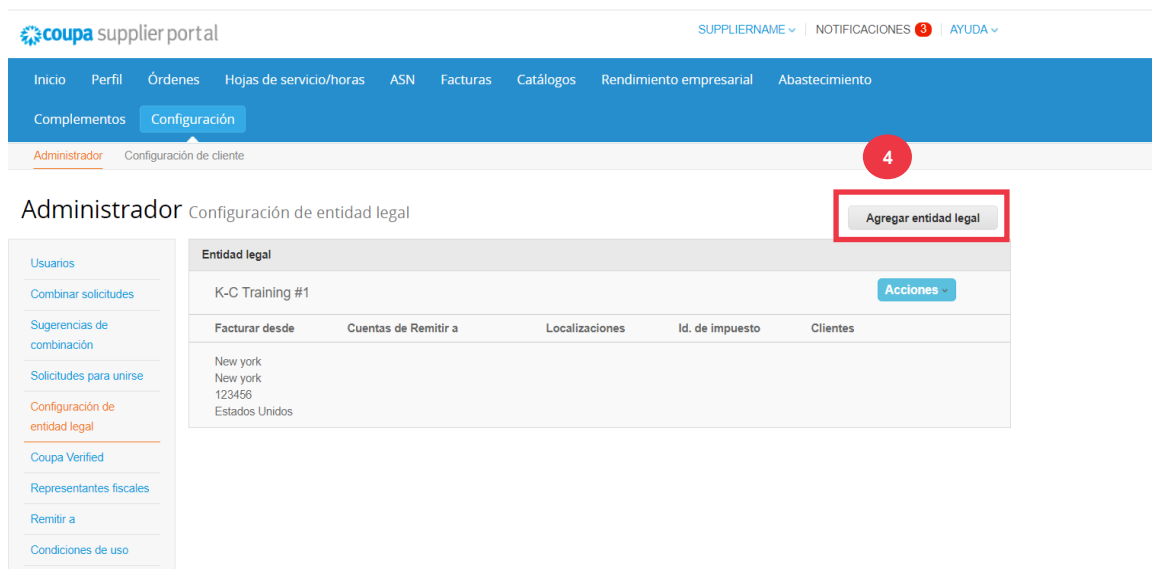 coupa supplier portal
SUPPLIERNAME NOTIFICACIONES 3 AYUDA
Inicio Perfil Órdenes Hojas de servicio/horas ASN Facturas Catálogos Rendimiento empresarial Abastecimiento
Complementos Configuración
Administrador Configuración de cliente
4
Administrador Configuración de entidad legal
Agregar entidad legal
Usuarios
Combinar solicitudes
Sugerencias de
combinación
Solicitudes para unirse
Configuración de
entidad legal
Coupa Verified
Representantes fiscales
Remitir a
Condiciones de uso
Entidad legal
K-C Training #1
Acciones
Facturar desde Cuentas de Remitir a Localizaciones Id. de impuesto Clientes
New york
New york
123456
Estados Unidos